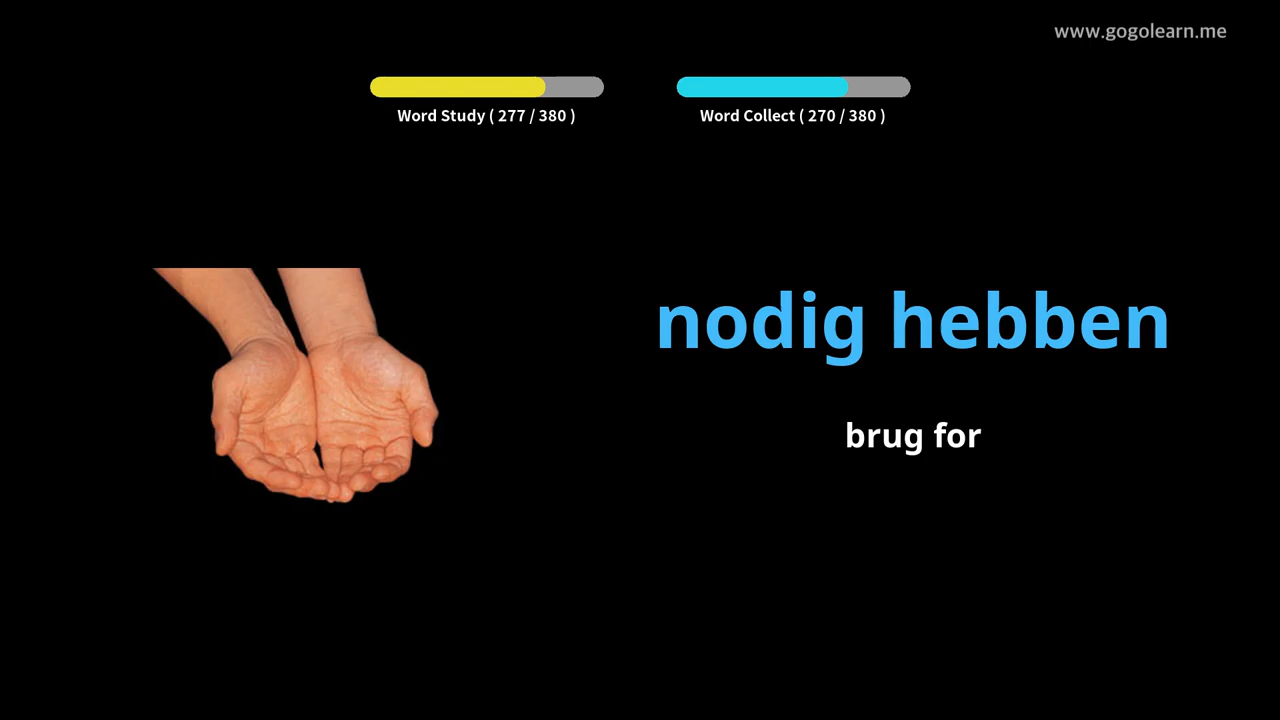 www.gogolearn.me
Word Study ( 277 / 380 )
Word Collect ( 270 / 380 )
nodig hebben
brug for